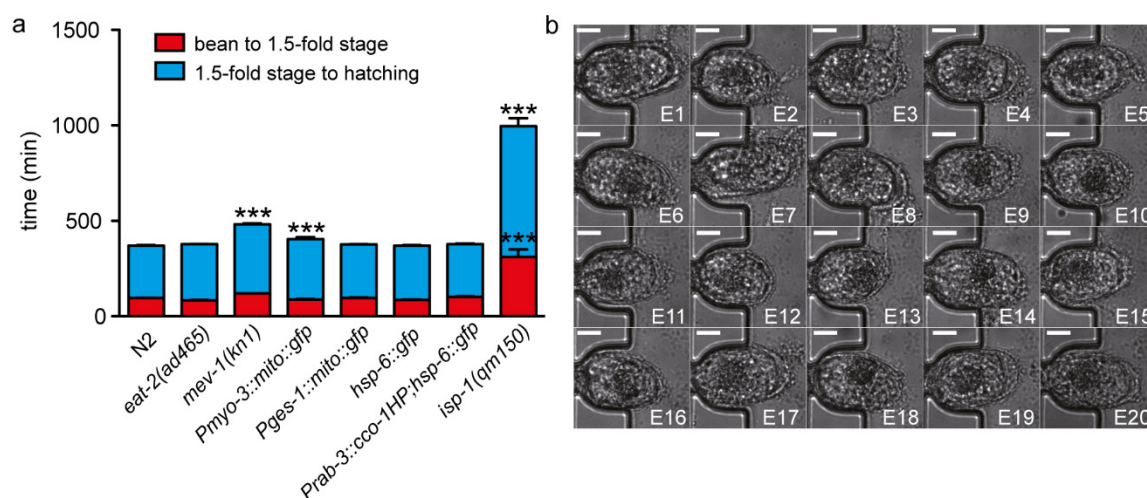 a
1500
1000
500
0
time (min)
bean to 1.5-fold stage
1.5-fold stage to hatching
***
***
***
***
N2
eat-2(ad465)
mev-1(kn1)
Pmyo-3::mito::gfp
Pges-1::mito::gfp
hsp-6::gfp
Prab-3::cco-1HP;hsp-6::gfp
isp-1(qm150)
b
E1
E2
E3
E4
E5
E6
E7
E8
E9
E10
E11
E12
E13
E14
E15
E16
E17
E18
E19
E20